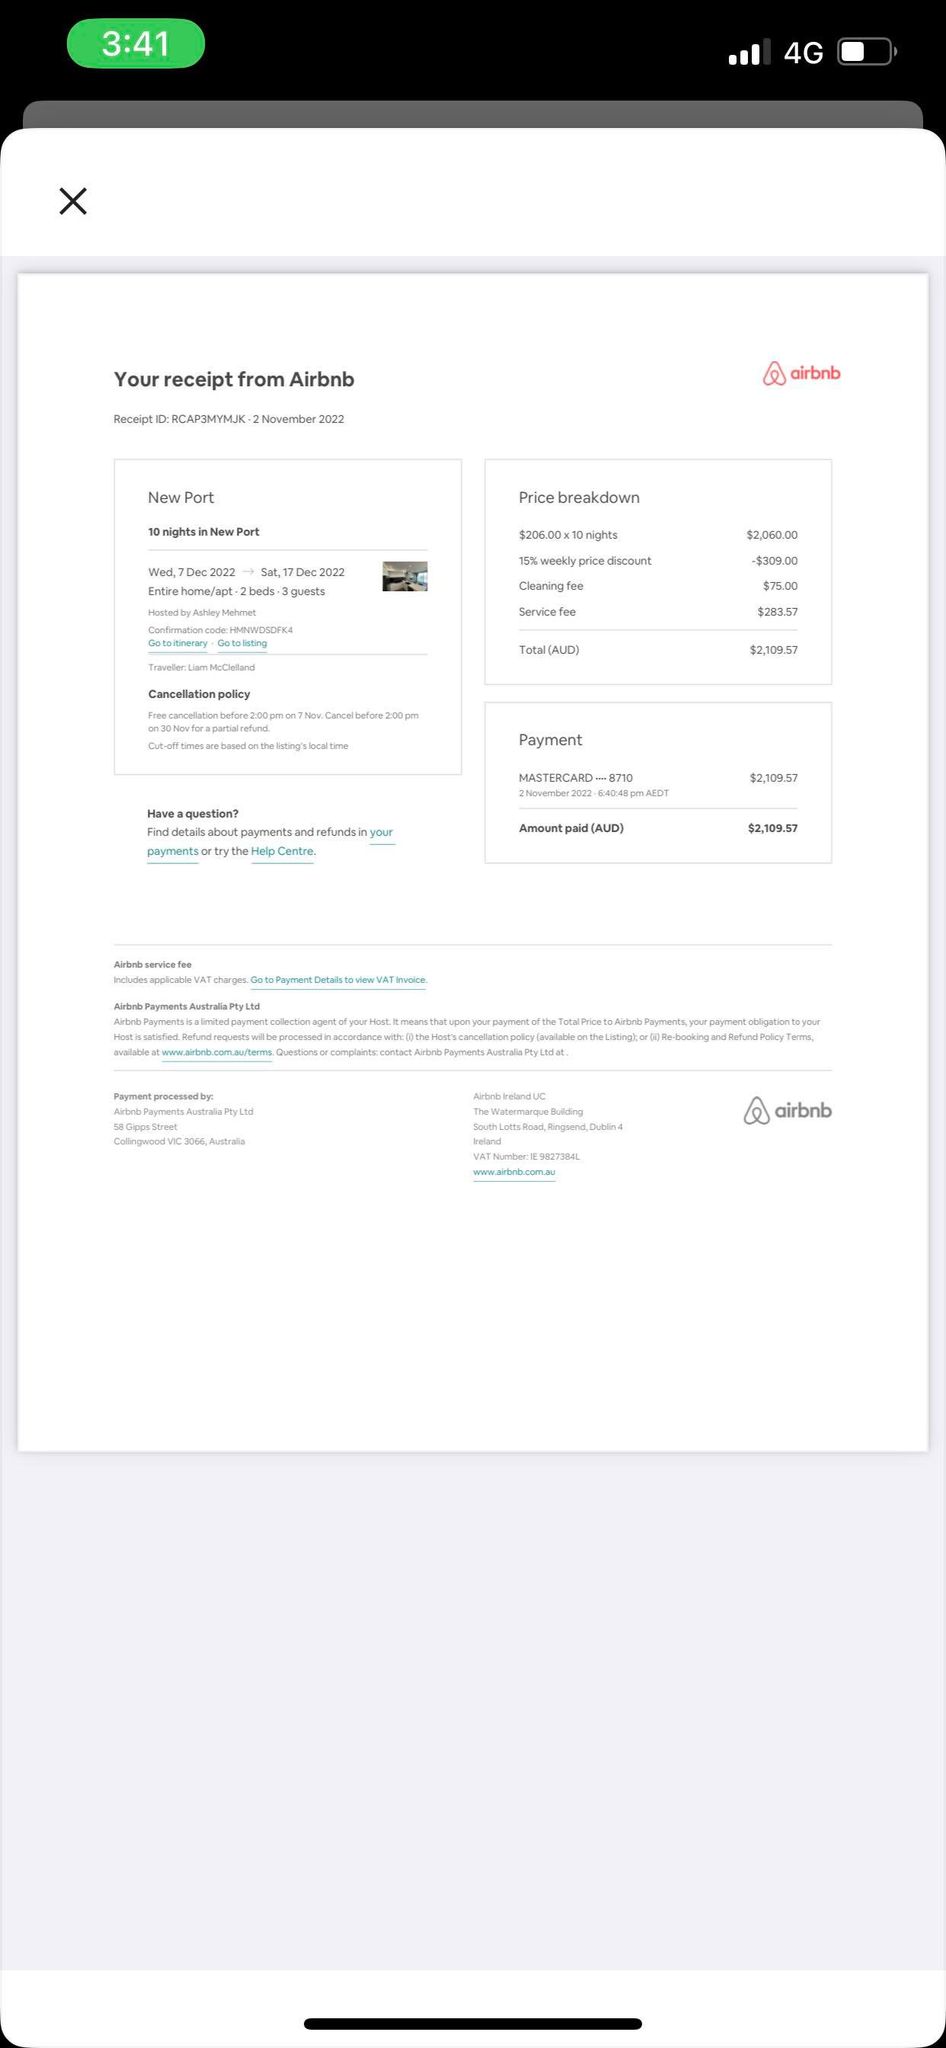 3:41
4G
Your receipt from Airbnb
airbnb
Receipt ID: RCAP3MYMJK · 2 November 2022
New Port
10 nights in New Port
Wed, 7 Dec 2022 → Sat, 17 Dec 2022
Entire home/apt · 2 beds · 3 guests
Hosted by Ashley Mehmet
Confirmation code: HMNWDSDFK4
Go to itinerary · Go to listing
Traveller: Liam McClelland
Cancellation policy
Free cancellation before 2:00 pm on 7 Nov. Cancel before 2:00 pm
on 30 Nov for a partial refund.
Cut-off times are based on the listing's local time
Have a question?
Find details about payments and refunds in your
payments or try the Help Centre.
Price breakdown
$206.00 x 10 nights $2,060.00
15% weekly price discount -$309.00
Cleaning fee $75.00
Service fee $283.57
Total (AUD) $2,109.57
Payment
MASTERCARD •••• 8710 $2,109.57
2 November 2022 · 6:40:48 pm AEDT
Amount paid (AUD) $2,109.57
Airbnb service fee
Includes applicable VAT charges. Go to Payment Details to view VAT Invoice.
Airbnb Payments Australia Pty Ltd
Airbnb Payments is a limited payment collection agent of your Host. It means that upon your payment of the Total Price to Airbnb Payments, your payment obligation to your
Host is satisfied. Refund requests will be processed in accordance with: (i) the Host's cancellation policy (available on the Listing); or (ii) Re-booking and Refund Policy Terms,
available at www.airbnb.com.au/terms. Questions or complaints: contact Airbnb Payments Australia Pty Ltd at .
Payment processed by:
Airbnb Payments Australia Pty Ltd
58 Gipps Street
Collingwood VIC 3066, Australia
Airbnb Ireland UC
The Watermarque Building
South Lotts Road, Ringsend, Dublin 4
Ireland
VAT Number: IE 9827384L
www.airbnb.com.au
airbnb